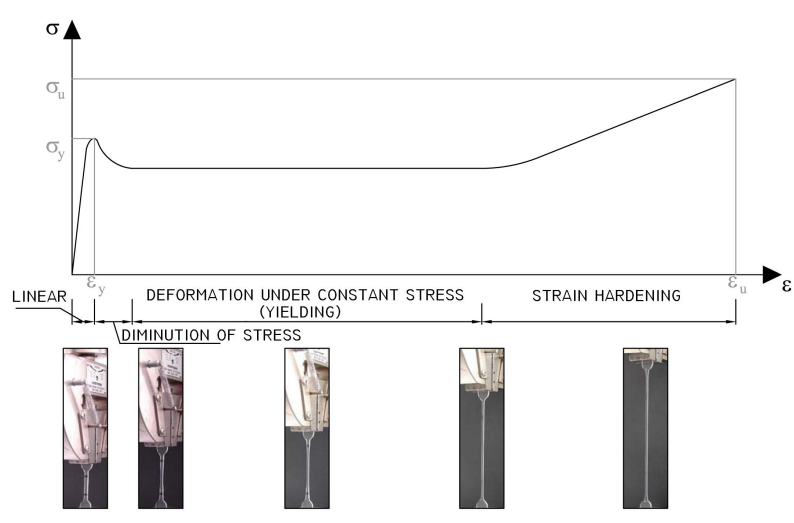 σ
σu
σy
εy
εu
ε
LINEAR
DEFORMATION UNDER CONSTANT STRESS
(YIELDING)
STRAIN HARDENING
DIMINUTION OF STRESS